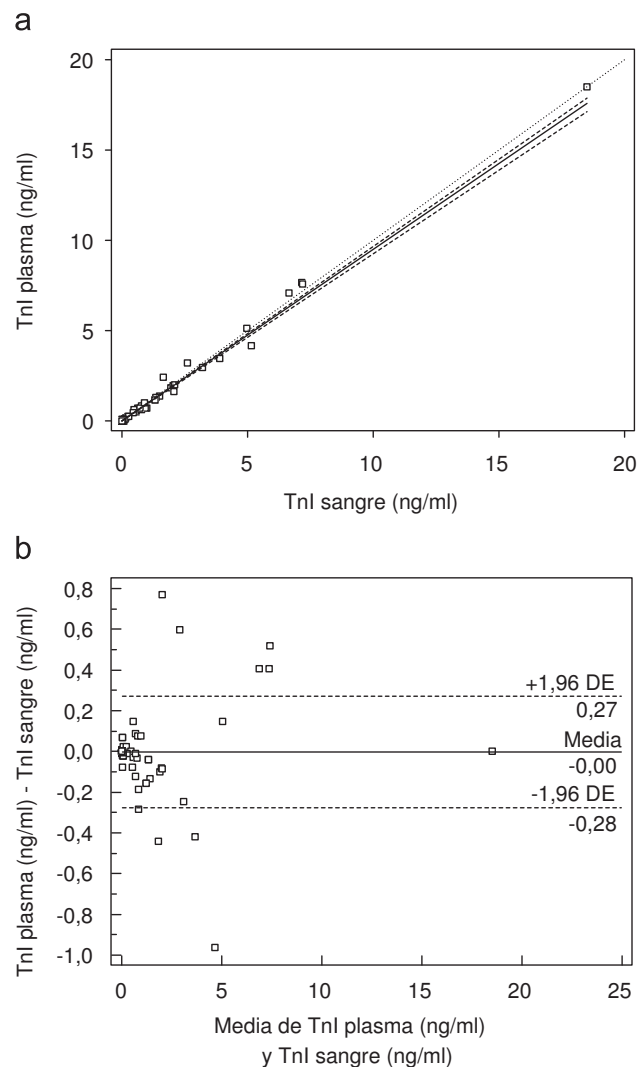 a
20
15
10
5
0
TnI plasma (ng/ml)
0 5 10 15 20
TnI sangre (ng/ml)
b
0,8
0,6
0,4
0,2
0,0
-0,2
-0,4
-0,6
-0,8
-1,0
TnI plasma (ng/ml) - TnI sangre (ng/ml)
+1,96 DE
0,27
Media
-0,00
-1,96 DE
-0,28
0 5 10 15 20 25
Media de TnI plasma (ng/ml)
y TnI sangre (ng/ml)